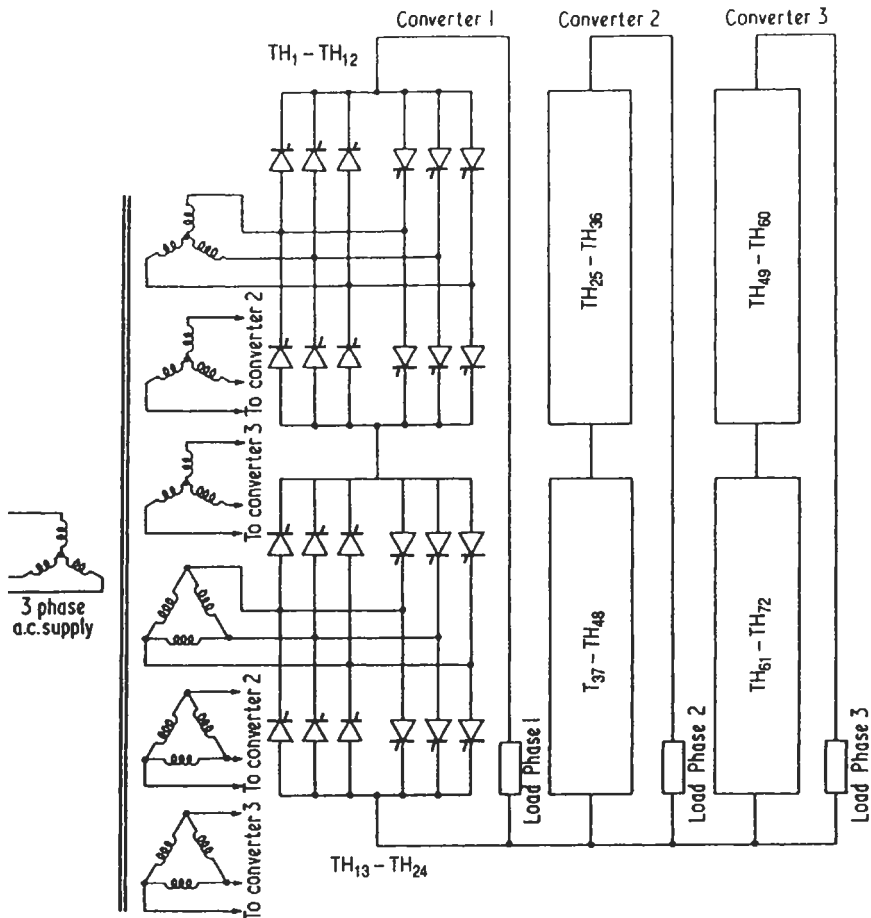 Converter 1
Converter 2
Converter 3
TH₁ – TH₁₂
TH₂₅ – TH₃₆
TH₄₉ – TH₆₀
To converter 2
To converter 3
3 phase
a.c. supply
T₃₇ – TH₄₈
TH₆₁ – TH₇₂
To converter 2
To converter 3
Load Phase 1
Load Phase 2
Load Phase 3
TH₁₃ – TH₂₄